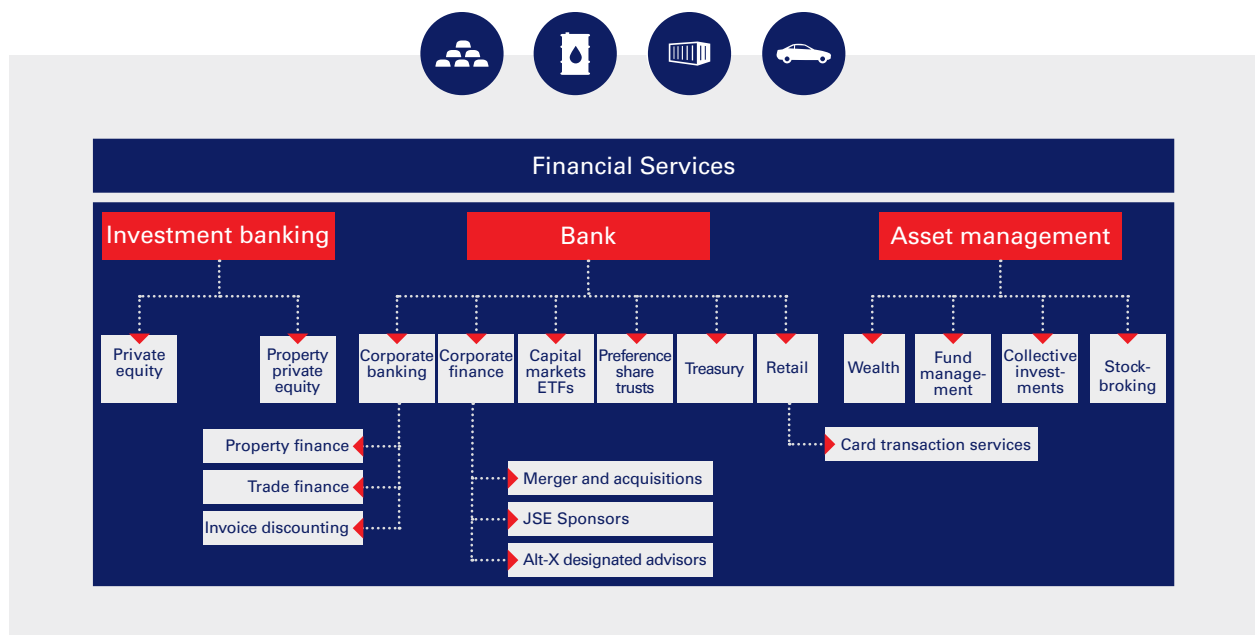 Financial Services
Investment banking
Bank
Asset management
Private
equity
Property
private
equity
Corporate
banking
Corporate
finance
Capital
markets
ETFs
Preference
share
trusts
Treasury
Retail
Wealth
Fund
manage-
ment
Collective
invest-
ments
Stock-
broking
Property finance
Trade finance
Invoice discounting
Merger and acquisitions
JSE Sponsors
Alt-X designated advisors
Card transaction services